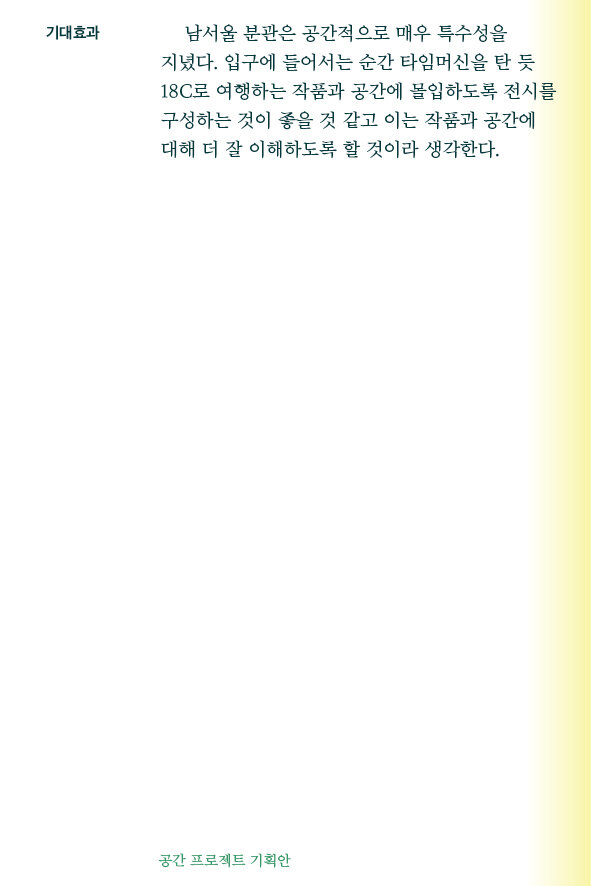 기대효과
남서울 분관은 공간적으로 매우 특수성을
지녔다. 입구에 들어서는 순간 타임머신을 탄 듯
18C로 여행하는 작품과 공간에 몰입하도록 전시를
구성하는 것이 좋을 것 같고 이는 작품과 공간에
대해 더 잘 이해하도록 할 것이라 생각한다.
공간 프로젝트 기획안